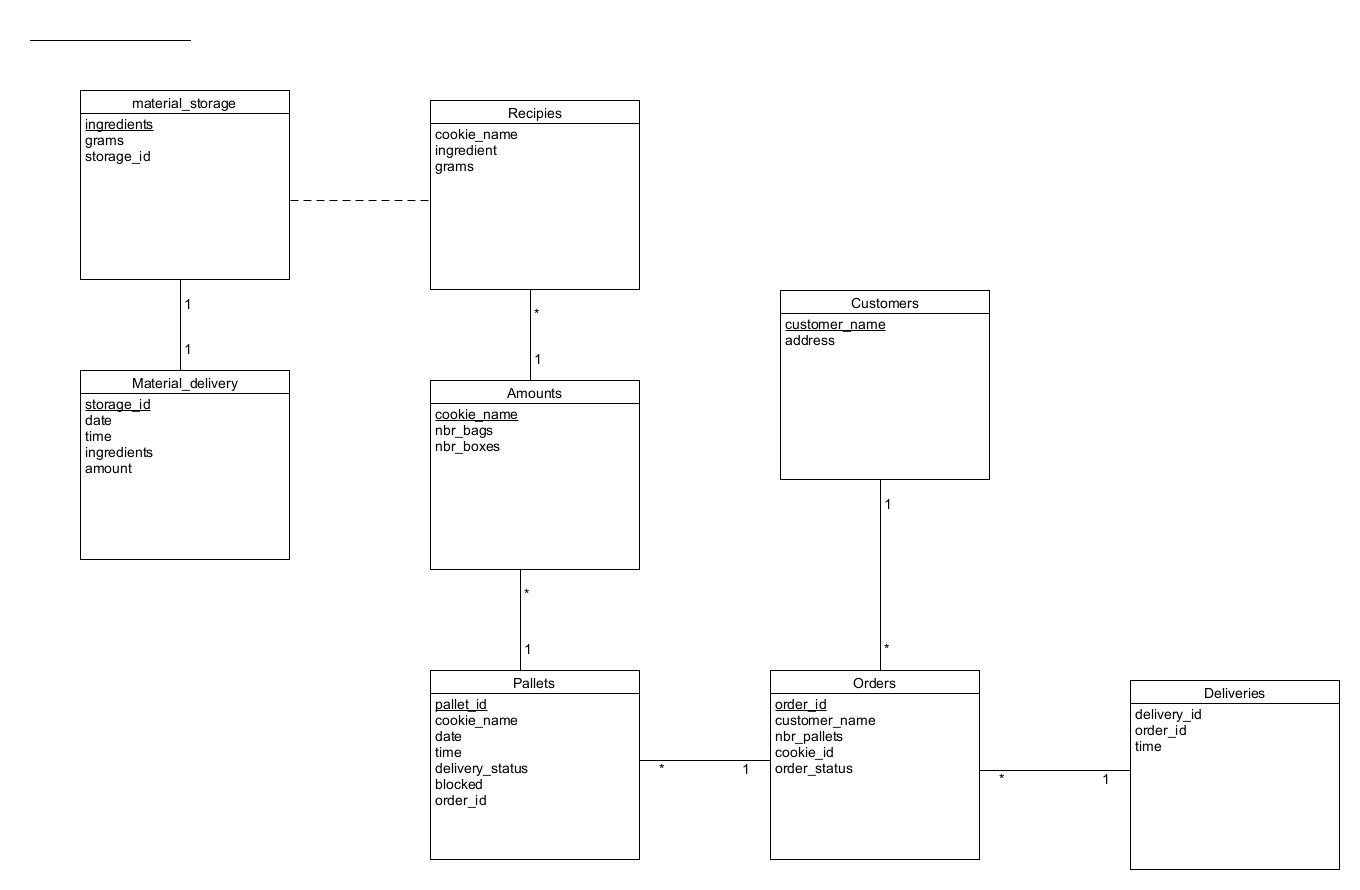 material_storage
ingredients
grams
storage_id
Recipies
cookie_name
ingredient
grams
1
1
Material_delivery
storage_id
date
time
ingredients
amount
*
1
Amounts
cookie_name
nbr_bags
nbr_boxes
Customers
customer_name
address
1
*
*
1
Pallets
pallet_id
cookie_name
date
time
delivery_status
blocked
order_id
* 1
Orders
order_id
customer_name
nbr_pallets
cookie_id
order_status
* 1
Deliveries
delivery_id
order_id
time